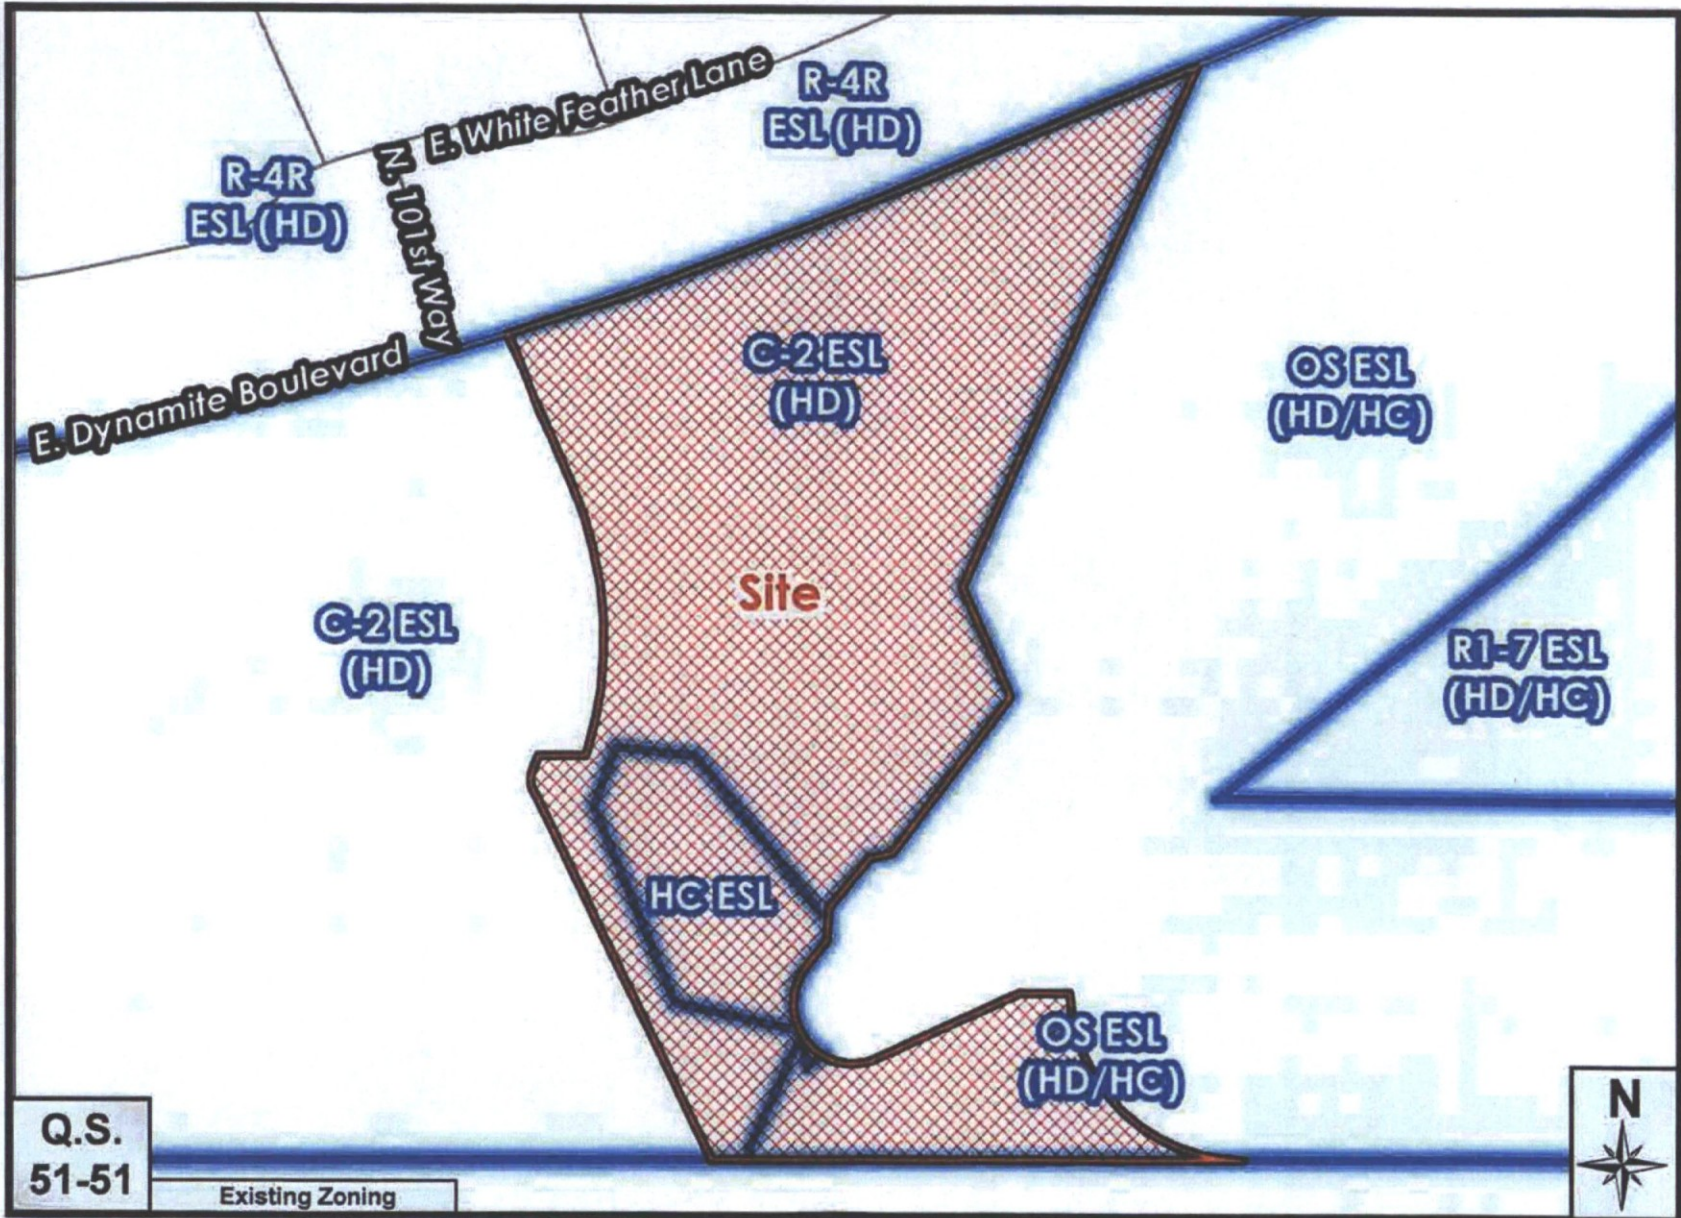 E. White Feather Lane
R-4R
ESL (HD)
R-4R
ESL (HD)
N. 101st Way
E. Dynamite Boulevard
C-2 ESL
(HD)
OS ESL
(HD/HC)
Site
C-2 ESL
(HD)
R1-7 ESL
(HD/HC)
HC ESL
OS ESL
(HD/HC)
Q.S.
51-51
Existing Zoning
N